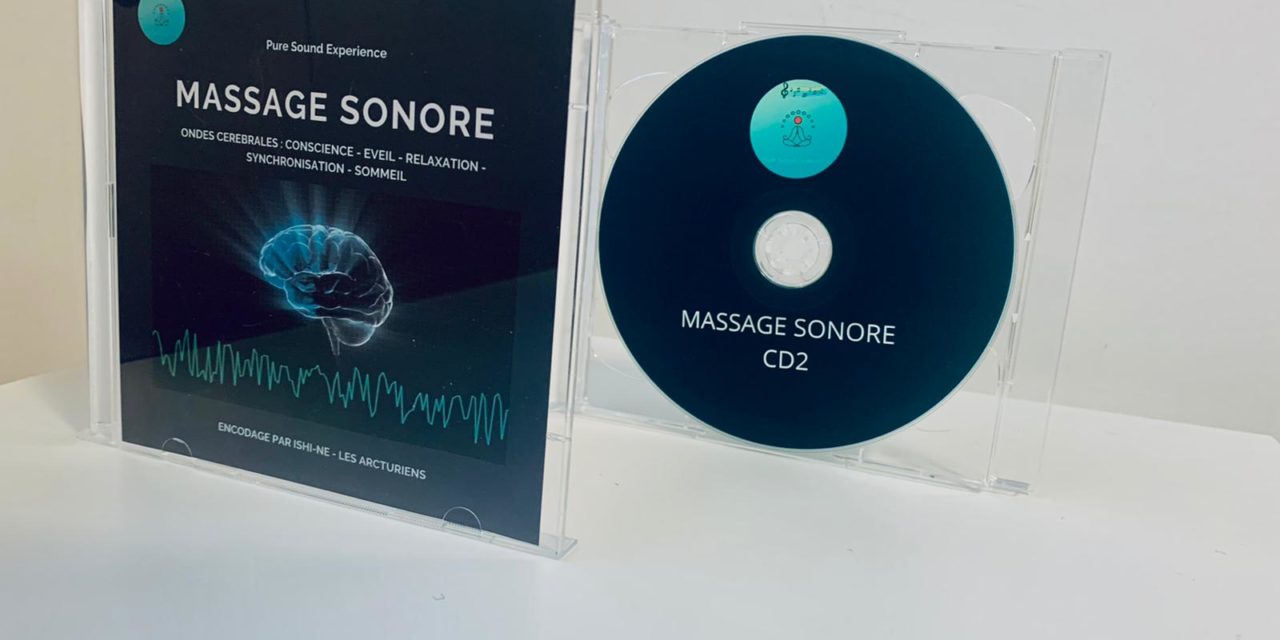 Pure Sound Experience
MASSAGE SONORE
ONDES CEREBRALES : CONSCIENCE - EVEIL - RELAXATION -
SYNCHRONISATION - SOMMEIL
ENCODAGE PAR ISHI-NE - LES ARCTURIENS
MASSAGE SONORE
CD2